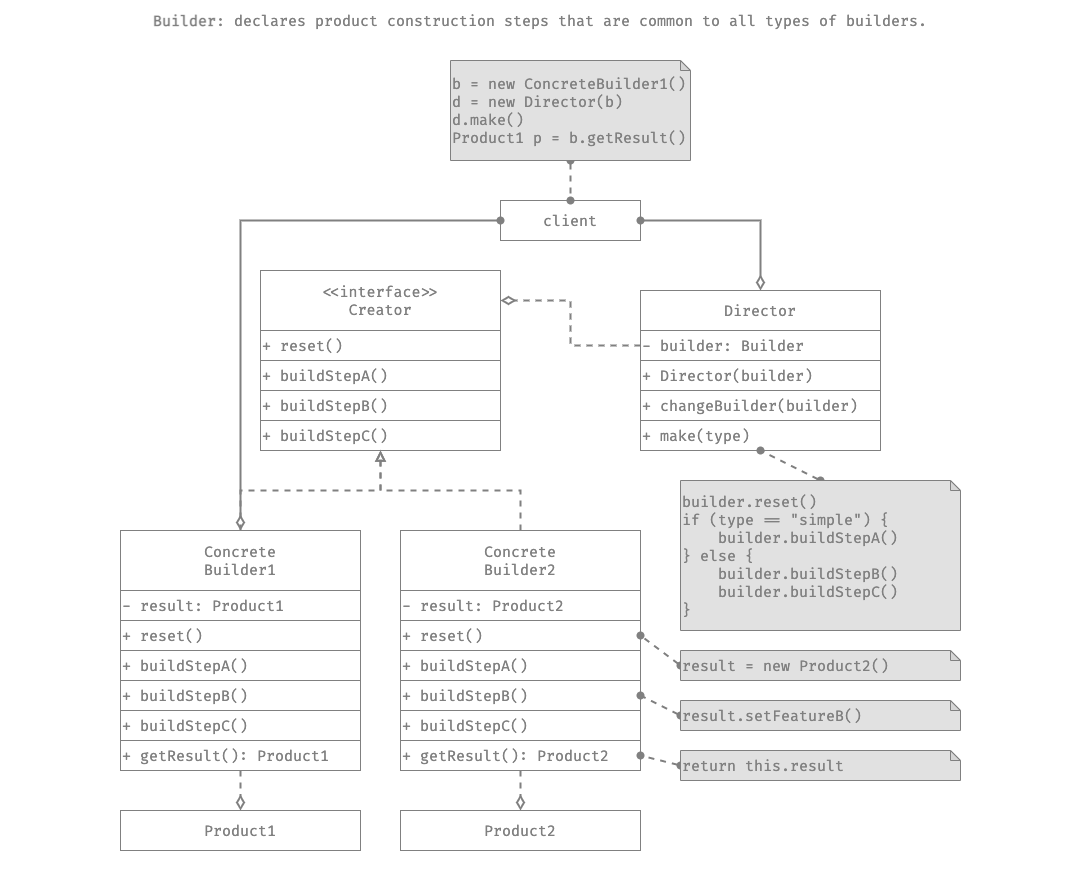 Builder: declares product construction steps that are common to all types of builders.
b = new ConcreteBuilder1()
d = new Director(b)
d.make()
Product1 p = b.getResult()
client
<<interface>>
Creator
+ reset()
+ buildStepA()
+ buildStepB()
+ buildStepC()
Director
- builder: Builder
+ Director(builder)
+ changeBuilder(builder)
+ make(type)
builder.reset()
if (type == "simple") {
    builder.buildStepA()
} else {
    builder.buildStepB()
    builder.buildStepC()
}
Concrete
Builder1
- result: Product1
+ reset()
+ buildStepA()
+ buildStepB()
+ buildStepC()
+ getResult(): Product1
Concrete
Builder2
- result: Product2
+ reset()
+ buildStepA()
+ buildStepB()
+ buildStepC()
+ getResult(): Product2
result = new Product2()
result.setFeatureB()
return this.result
Product1
Product2